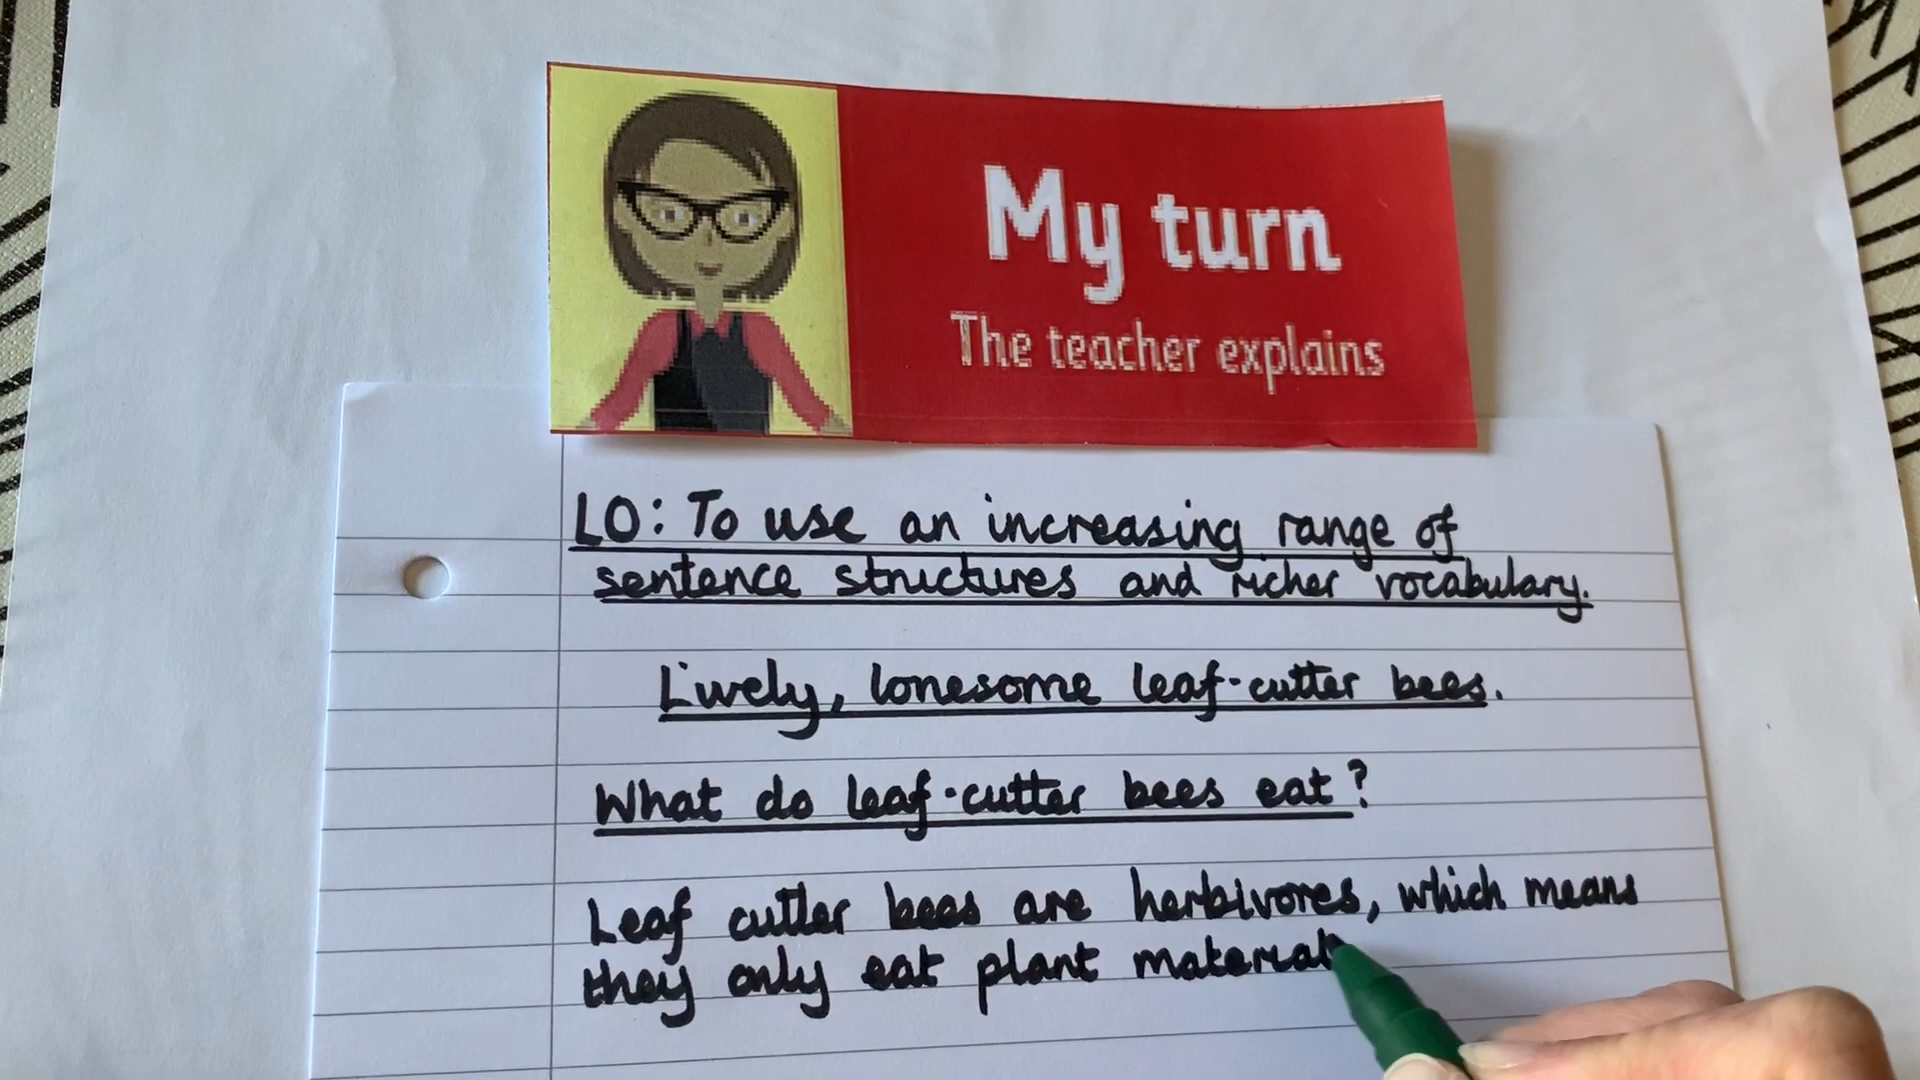 My turn
The teacher explains
LO: To use an increasing range of
sentence structures and richer vocabulary.
Lively, lonesome leaf-cutter bees.
What do leaf-cutter bees eat?
Leaf cutter bees are herbivores, which means
they only eat plant material